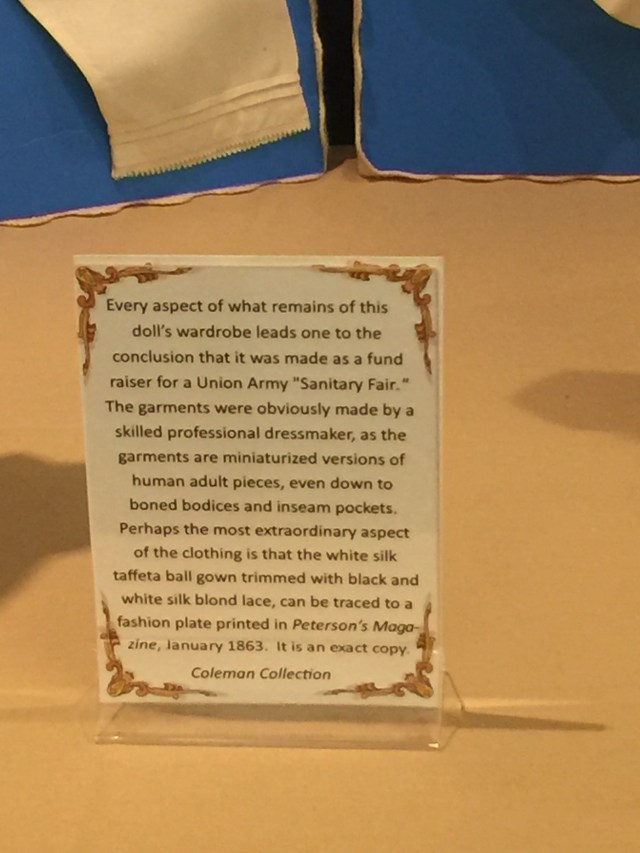 Every aspect of what remains of this
doll's wardrobe leads one to the
conclusion that it was made as a fund
raiser for a Union Army "Sanitary Fair."
The garments were obviously made by a
skilled professional dressmaker, as the
garments are miniaturized versions of
human adult pieces, even down to
boned bodices and inseam pockets.
Perhaps the most extraordinary aspect
of the clothing is that the white silk
taffeta ball gown trimmed with black and
white silk blond lace, can be traced to a
fashion plate printed in Peterson's Maga-
zine, January 1863. It is an exact copy.
Coleman Collection